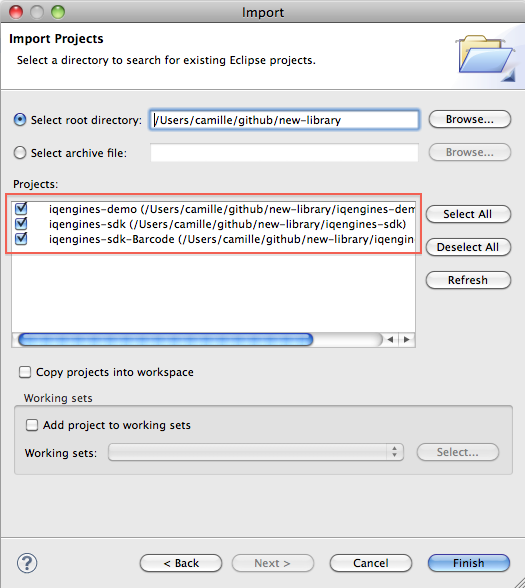 Import
Import Projects
Select a directory to search for existing Eclipse projects.
Select root directory: /Users/camille/github/new-library Browse...
Select archive file: Browse...
Projects:
iqengines-demo (/Users/camille/github/new-library/iqengines-dem
iqengines-sdk (/Users/camille/github/new-library/iqengines-sdk)
iqengines-sdk-Barcode (/Users/camille/github/new-library/iqengin
Select All
Deselect All
Refresh
Copy projects into workspace
Working sets
Add project to working sets
Working sets: Select...
? < Back Next > Cancel Finish